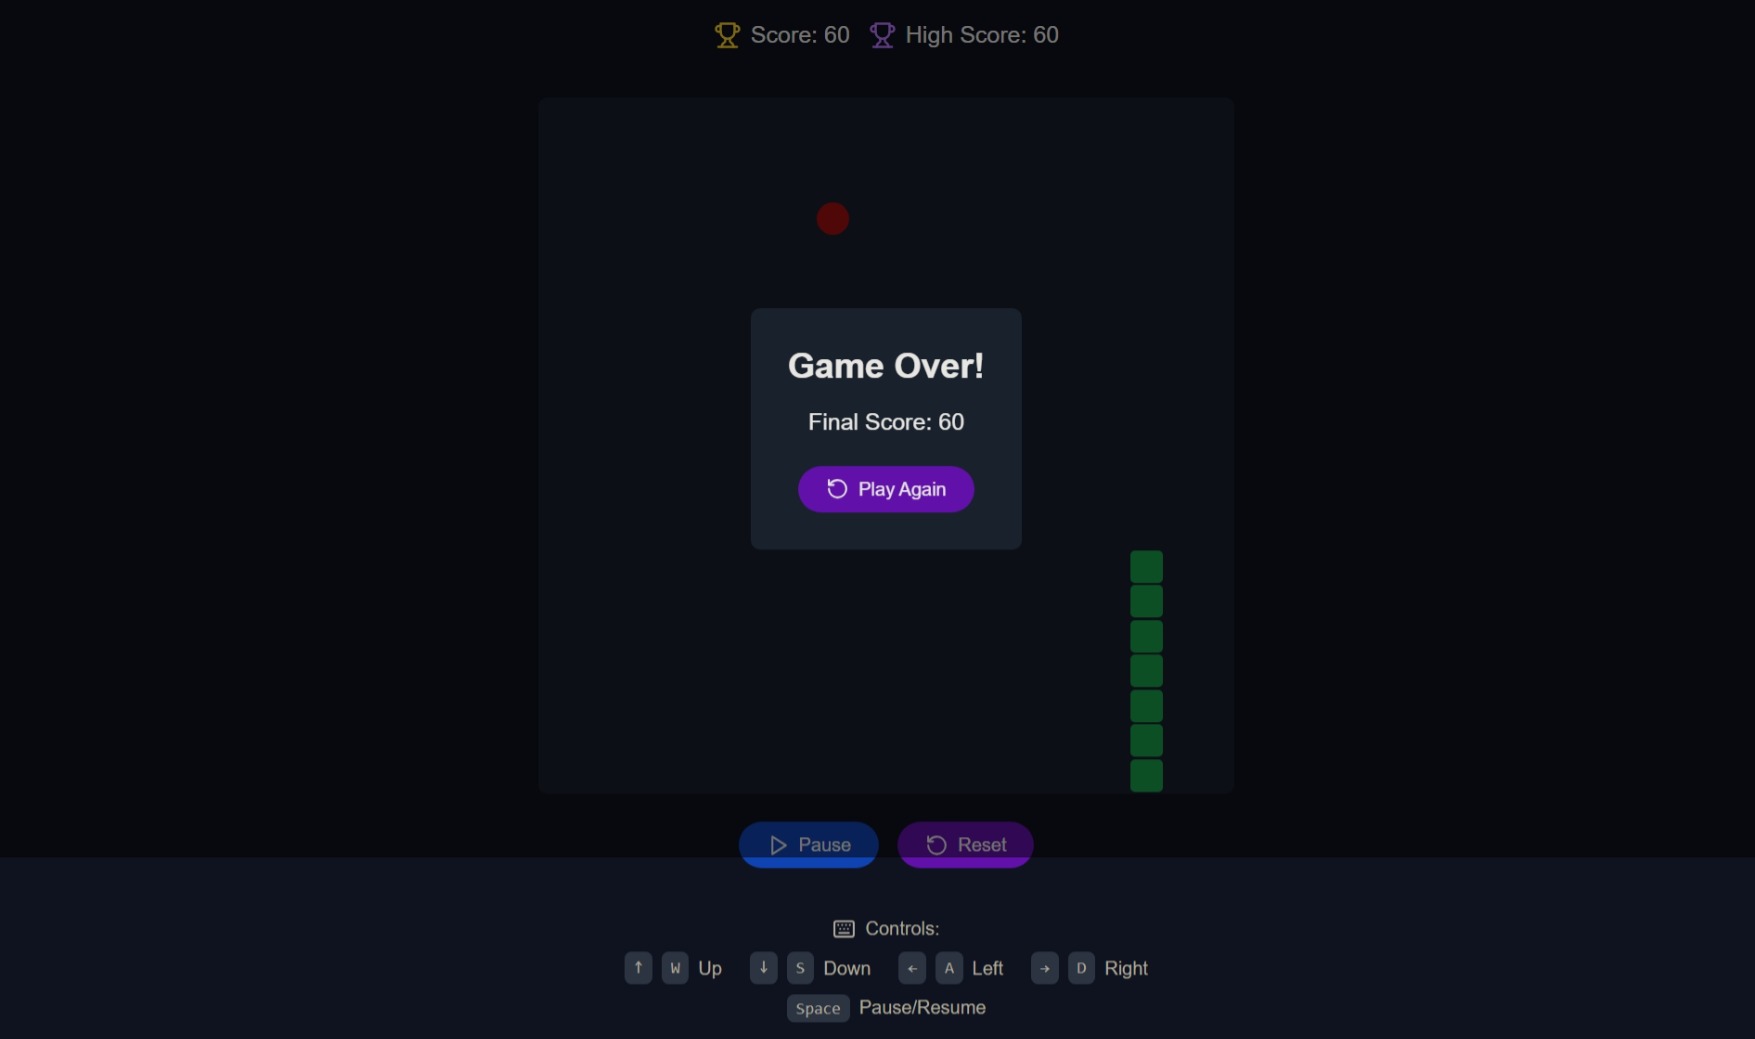 Score: 60 High Score: 60
Game Over!
Final Score: 60
Play Again
Pause Reset
Controls:
↑ W Up ↓ S Down ← A Left → D Right
Space Pause/Resume